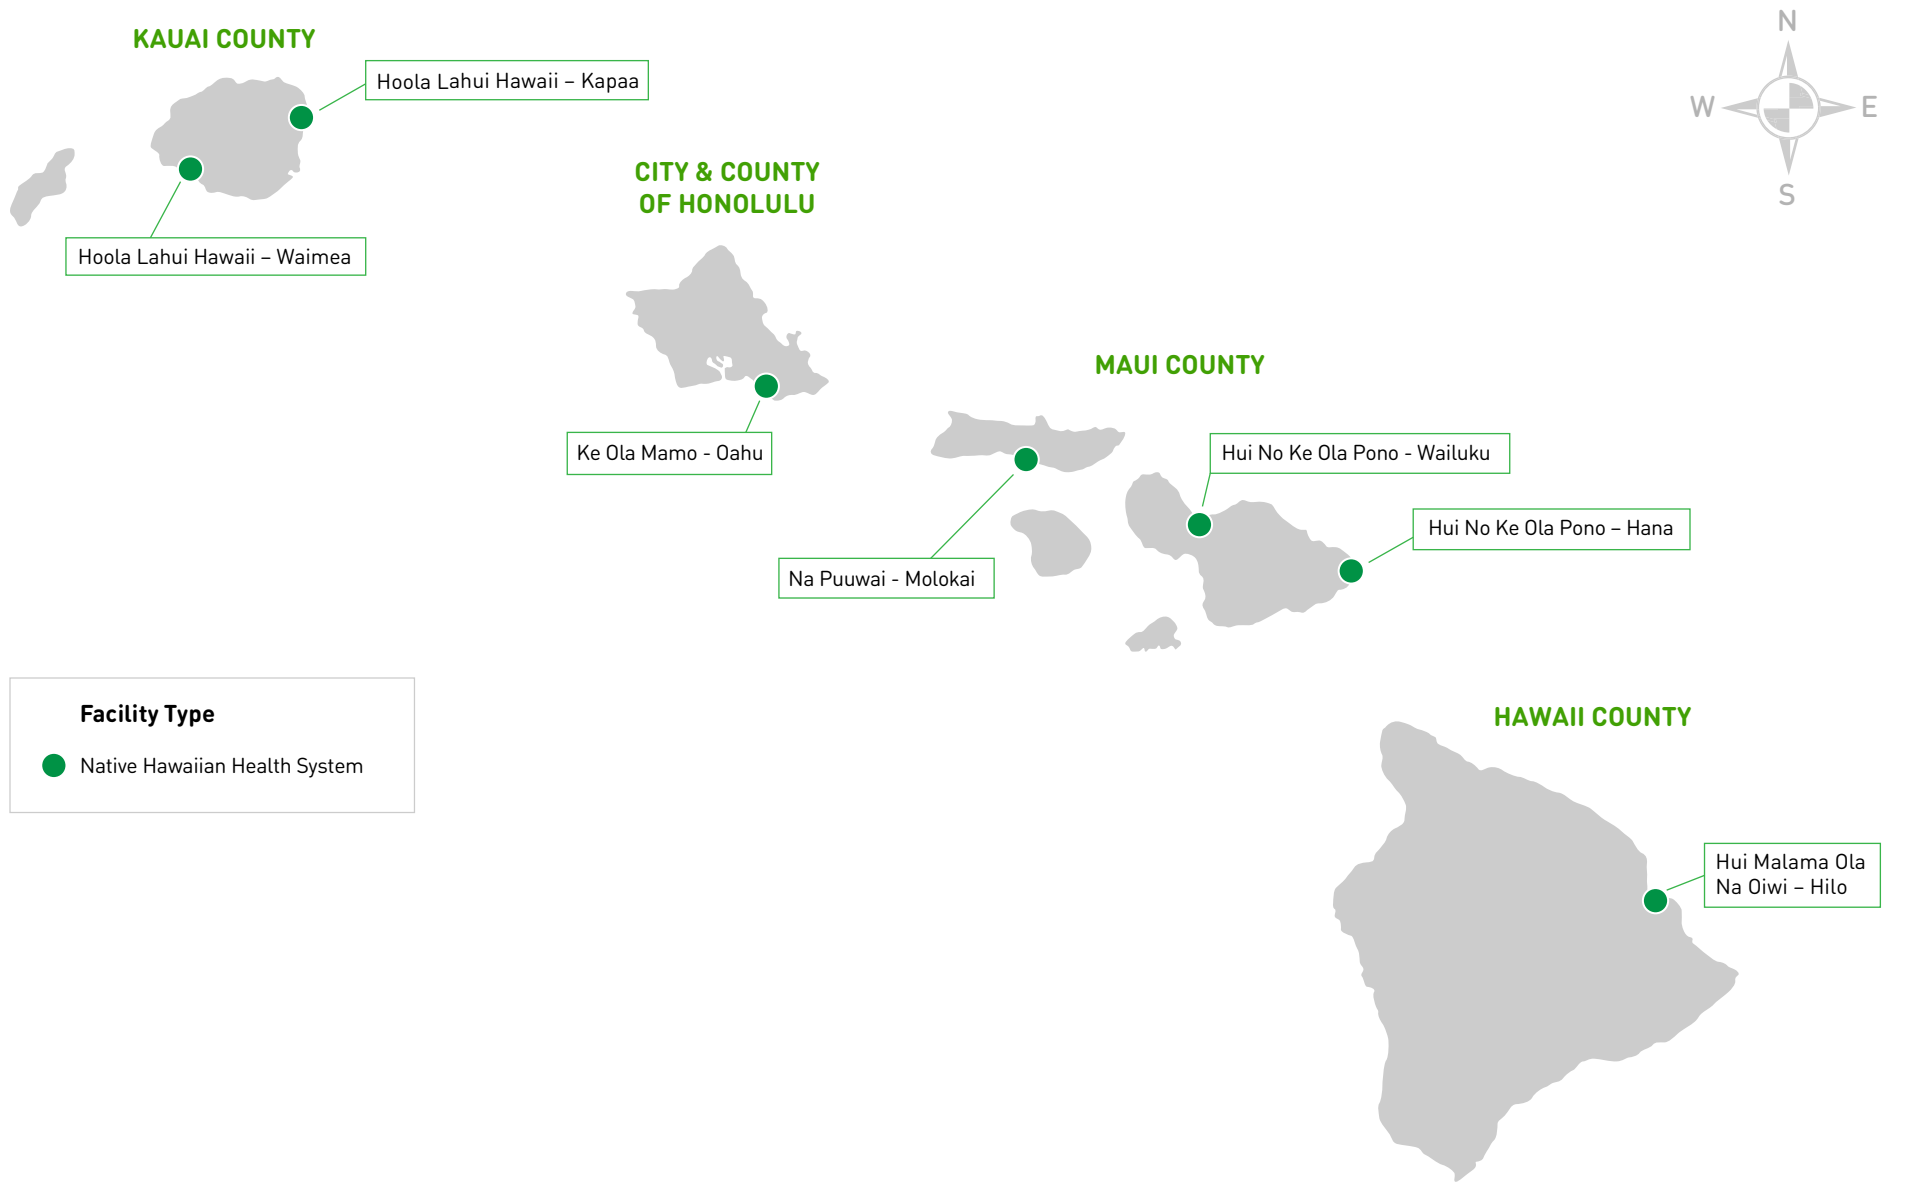 KAUAI COUNTY
Hoola Lahui Hawaii – Kapaa
Hoola Lahui Hawaii – Waimea
N
W
E
S
CITY & COUNTY
OF HONOLULU
Ke Ola Mamo - Oahu
MAUI COUNTY
Hui No Ke Ola Pono - Wailuku
Hui No Ke Ola Pono – Hana
Na Puuwai - Molokai
Facility Type
Native Hawaiian Health System
HAWAII COUNTY
Hui Malama Ola
Na Oiwi – Hilo